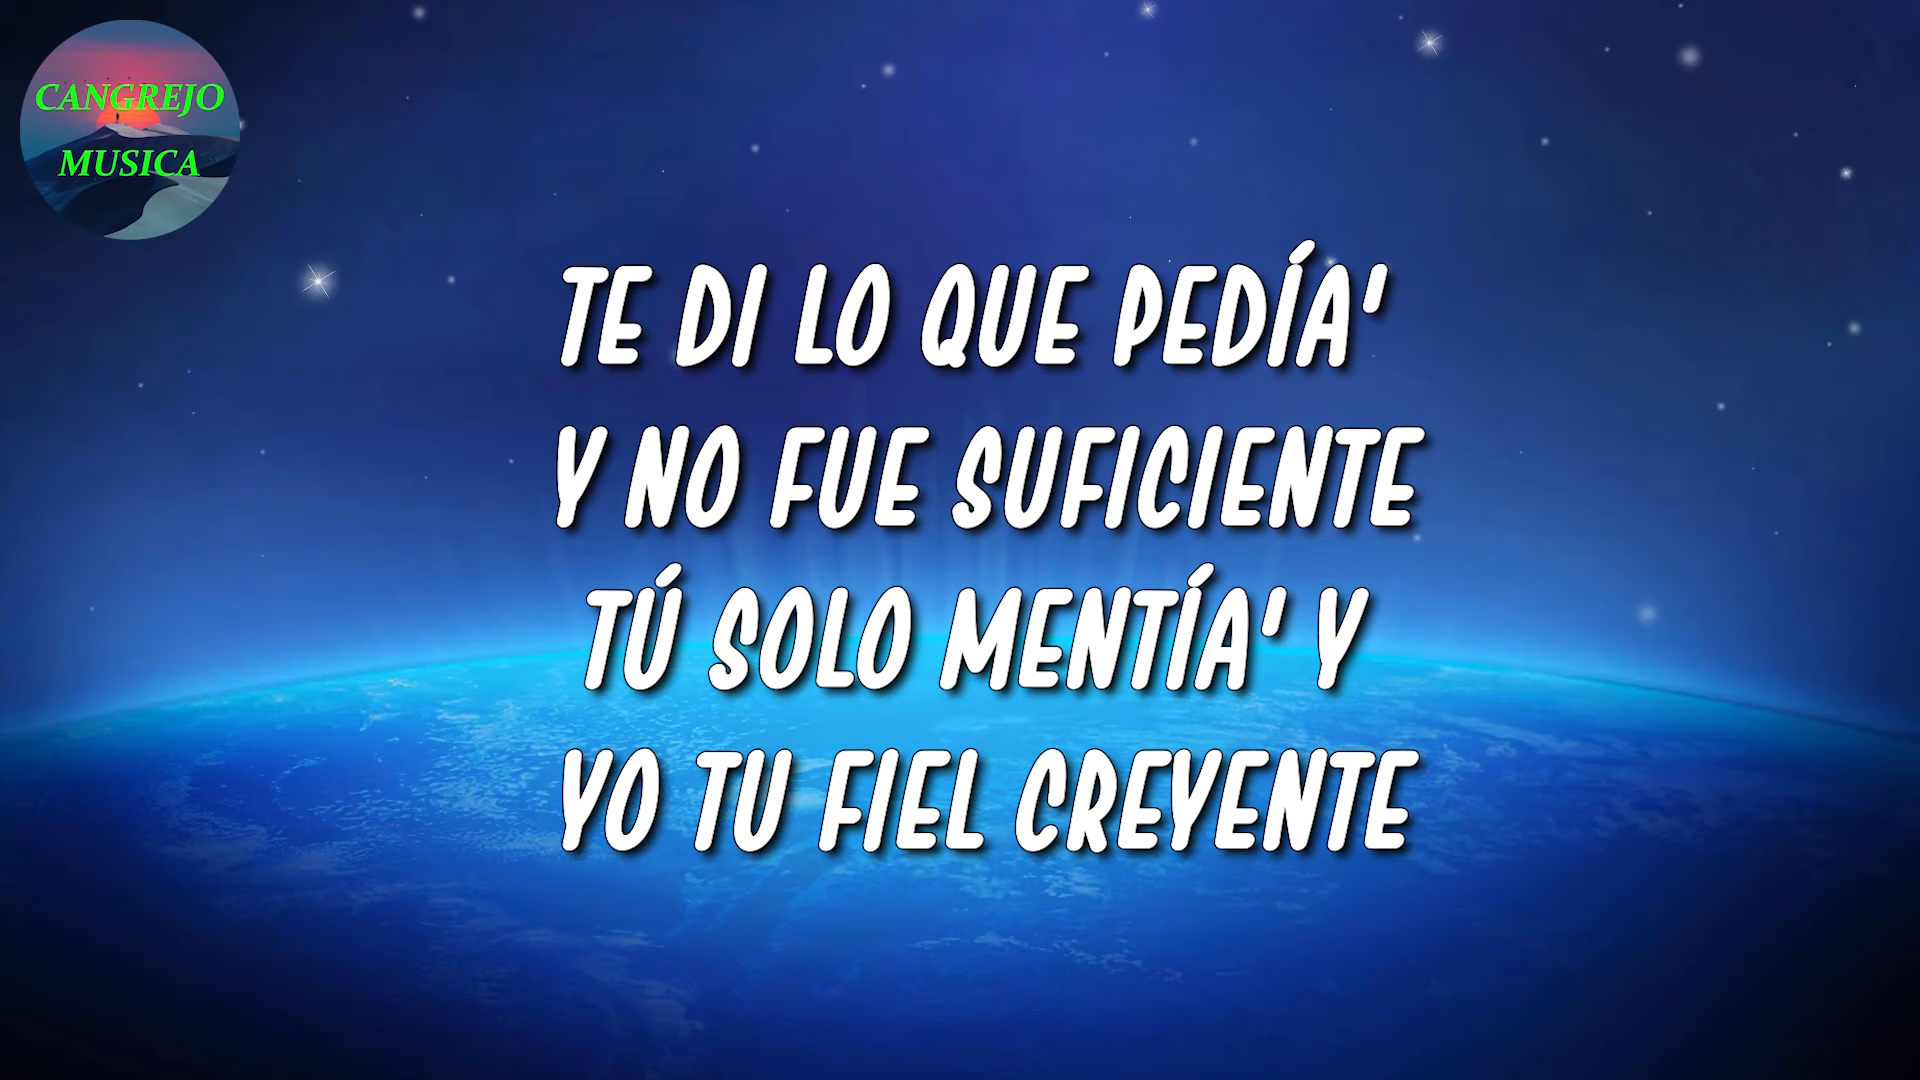 CANGREJO
MUSICA
TE DI LO QUE PEDÍA'
Y NO FUE SUFICIENTE
TÚ SOLO MENTÍA' Y
YO TU FIEL CREYENTE